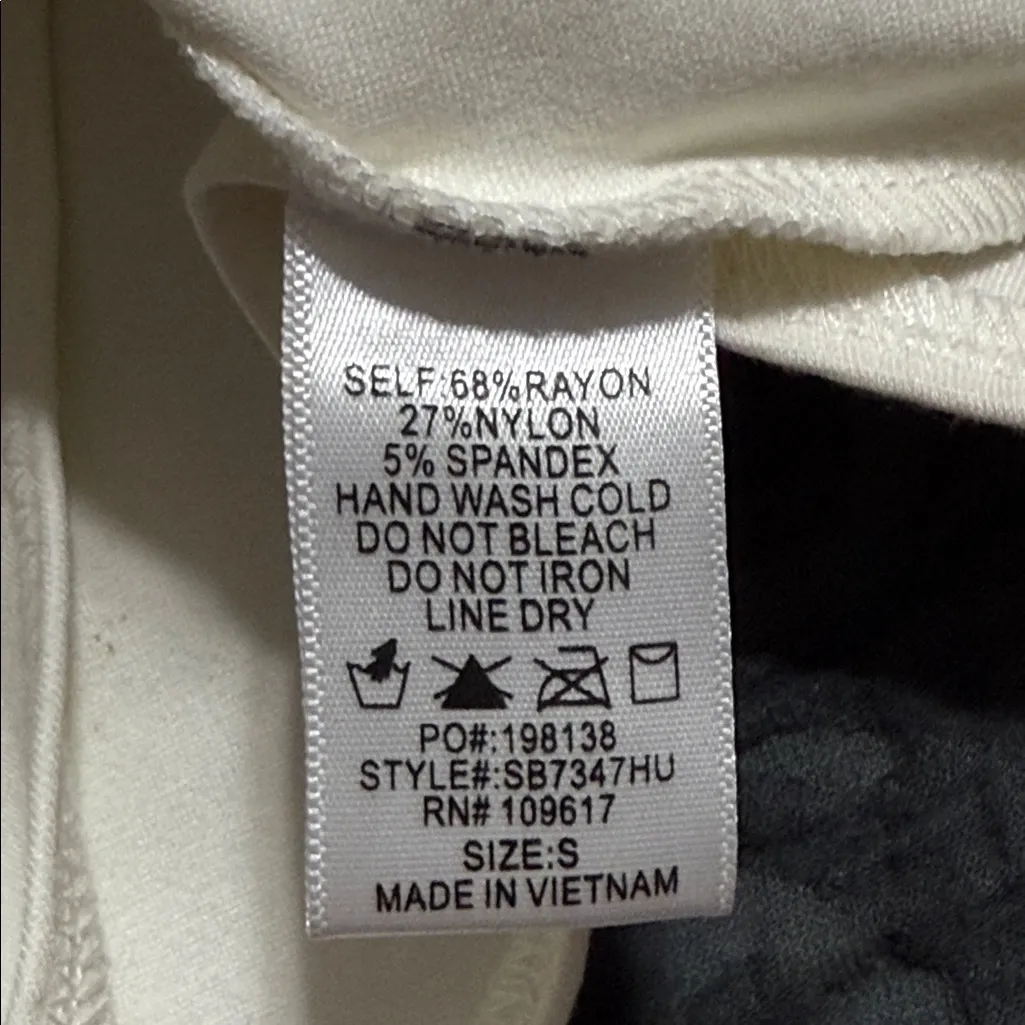 SELF:68%RAYON
27%NYLON
5% SPANDEX
HAND WASH COLD
DO NOT BLEACH
DO NOT IRON
LINE DRY
PO#:198138
STYLE#:SB7347HU
RN# 109617
SIZE:S
MADE IN VIETNAM